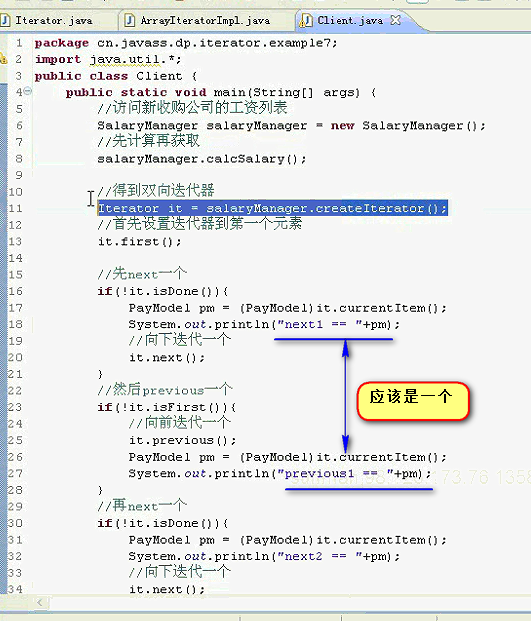 Iterator.java ArrayIteratorImpl.java Client.java
1 package cn.javass.dp.iterator.example7;
2 import java.util.*;
3 public class Client {
4 public static void main(String[] args) {
5 //访问新收购公司的工资列表
6 SalaryManager salaryManager = new SalaryManager();
7 //先计算再获取
8 salaryManager.calcSalary();
9
10 //得到双向迭代器
11 Iterator it = salaryManager.createIterator();
12 //首先设置迭代器到第一个元素
13 it.first();
14
15 //先next一个
16 if(!it.isDone()){
17 PayModel pm = (PayModel)it.currentItem();
18 System.out.println("next1 == "+pm);
19 //向下迭代一个
20 it.next();
21 }
应该是一个
22 //然后previous一个
23 if(!it.isFirst()){
24 //向前迭代一个
25 it.previous();
26 PayModel pm = (PayModel)it.currentItem();
27 System.out.println("previous1 == "+pm);
28 }
29 //再next一个
30 if(!it.isDone()){
31 PayModel pm = (PayModel)it.currentItem();
32 System.out.println("next2 == "+pm);
33 //向下迭代一个
34 it.next();